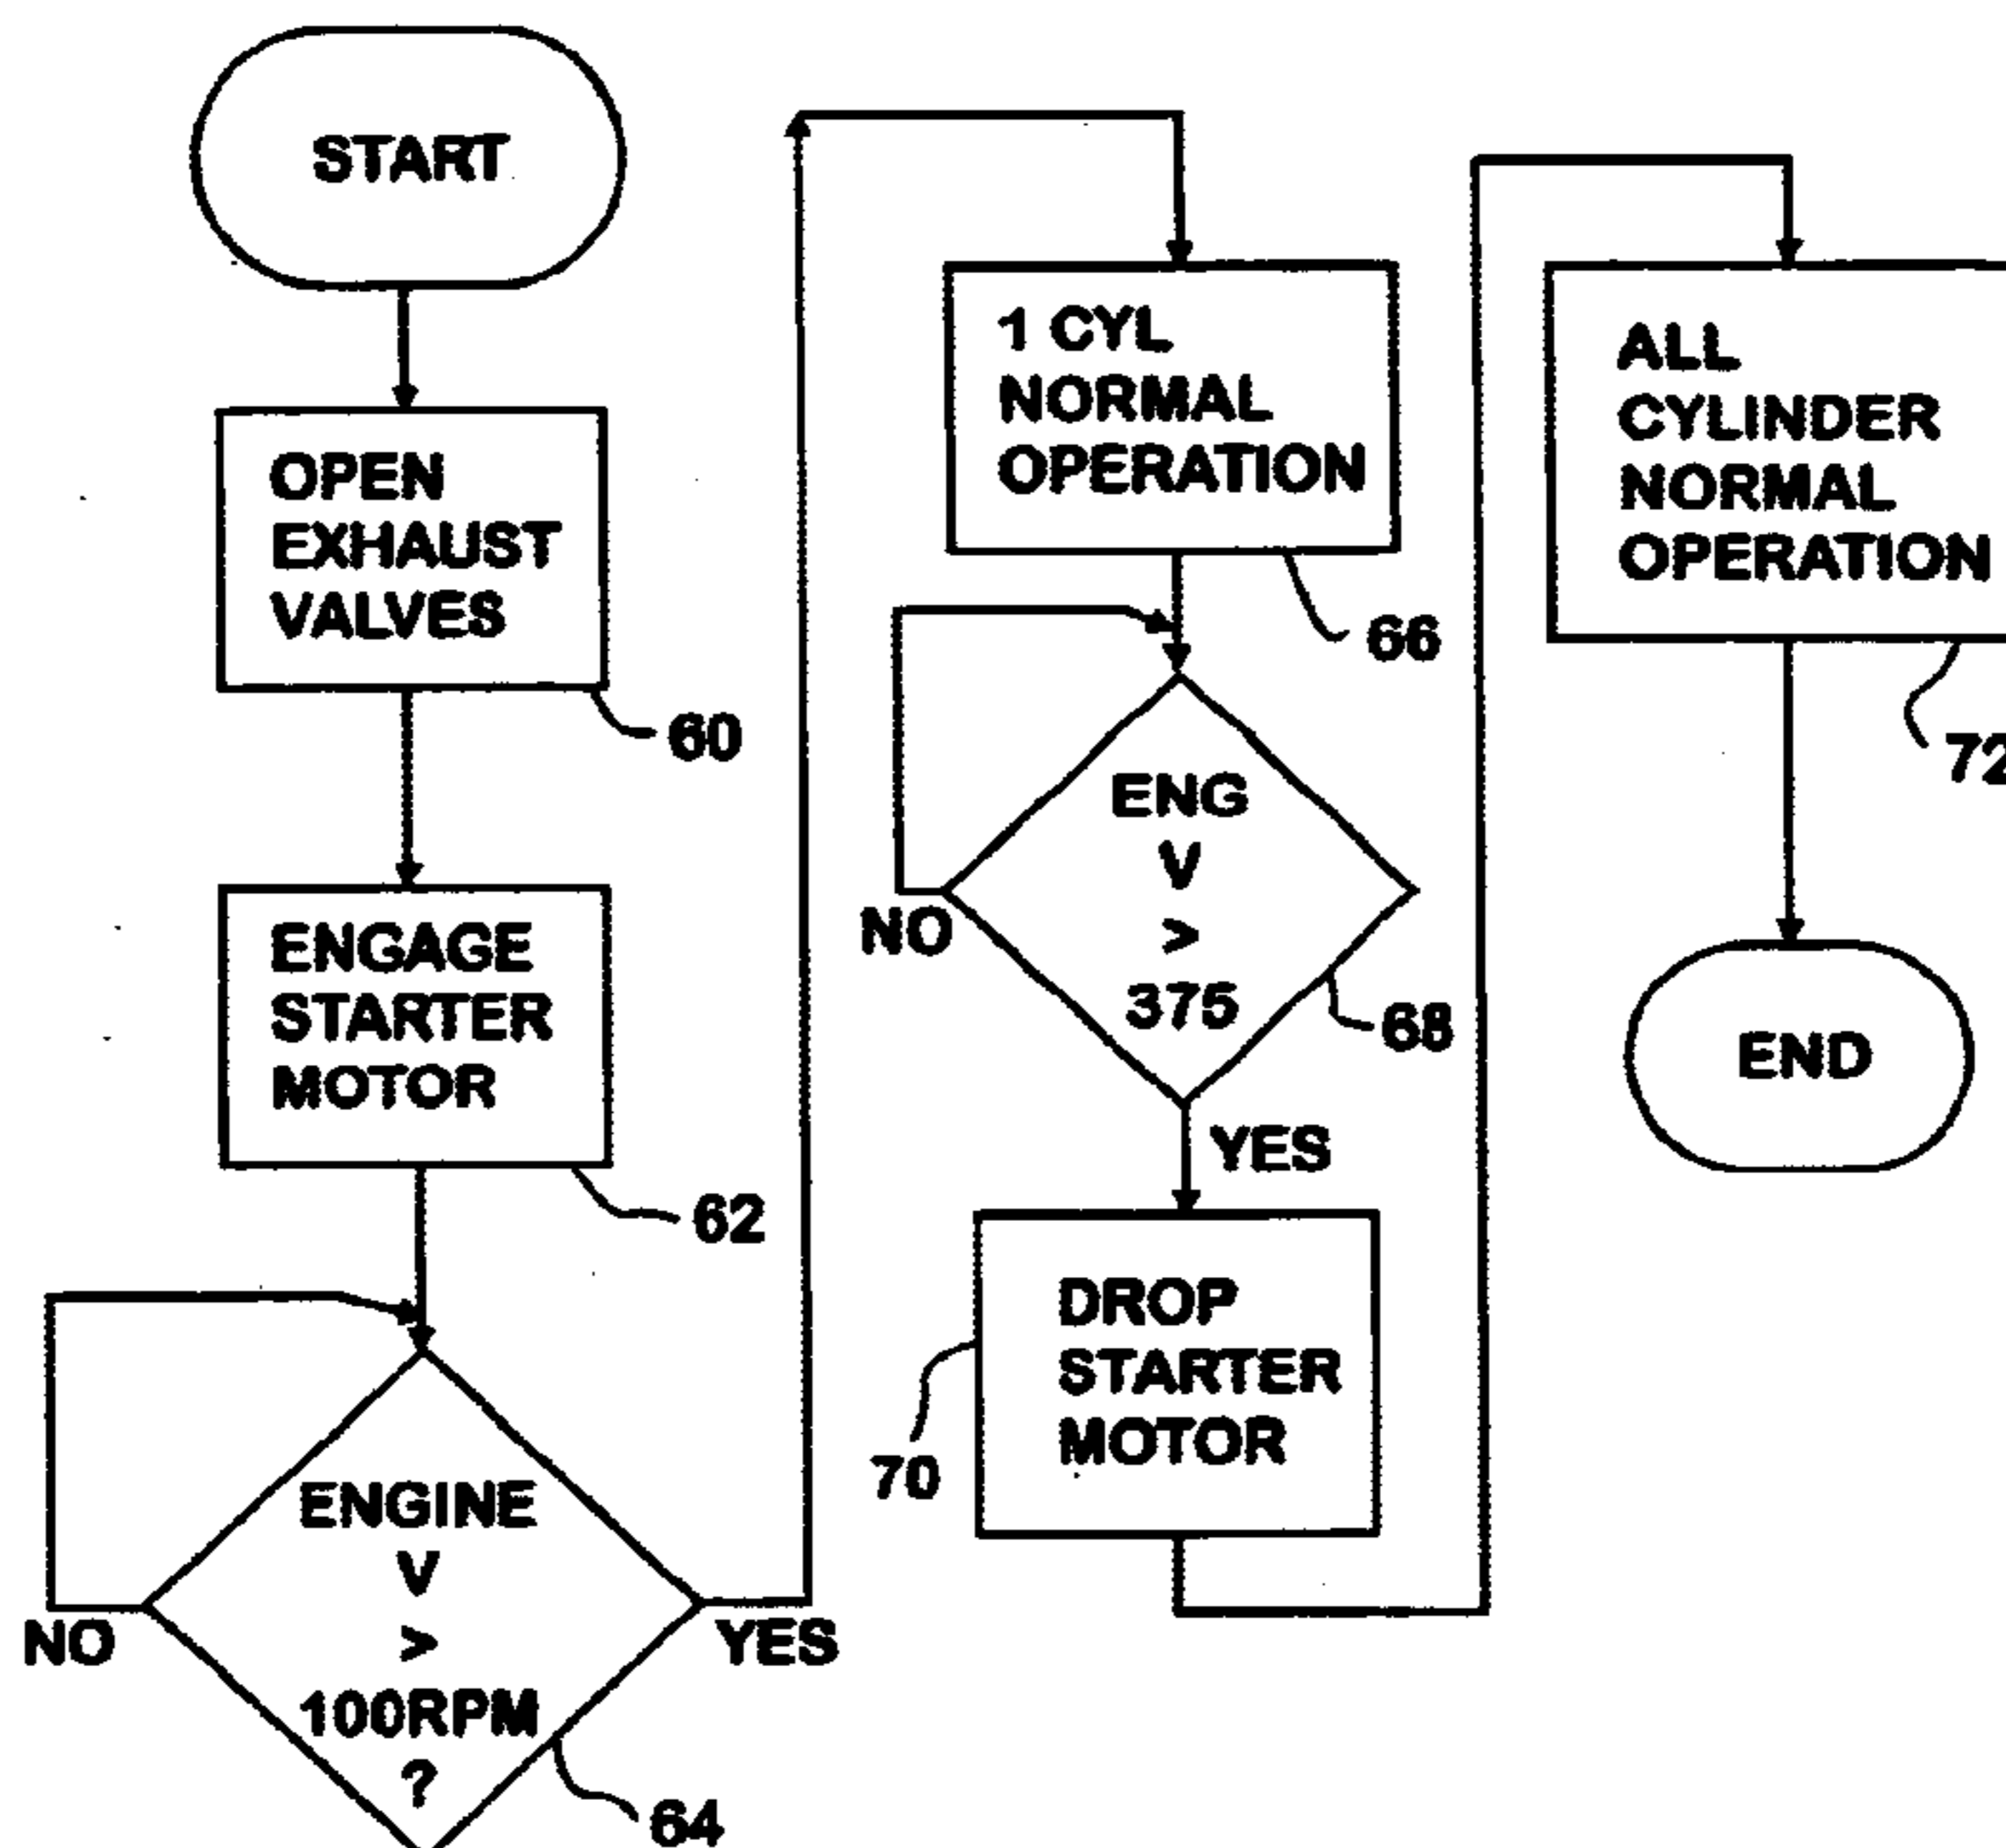 START
OPEN
EXHAUST
VALVES
60
ENGAGE
STARTER
MOTOR
62
ENGINE
V
>
100RPM
?
NO
YES
64
1 CYL
NORMAL
OPERATION
66
ENG
V
>
375
NO
68
YES
DROP
STARTER
MOTOR
70
ALL
CYLINDER
NORMAL
OPERATION
72
END